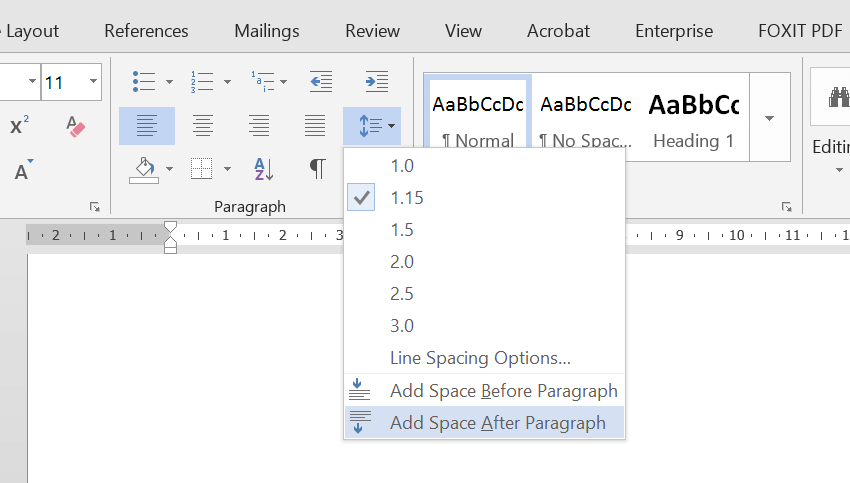 e Layout References Mailings Review View Acrobat Enterprise FOXIT PDF
11
AaBbCcDc AaBbCcDc AaBbCc
¶ Normal ¶ No Spac... Heading 1
Editin
Paragraph
2 1 1 2 3 9 10 11
1.0
1.15
1.5
2.0
2.5
3.0
Line Spacing Options...
Add Space Before Paragraph
Add Space After Paragraph